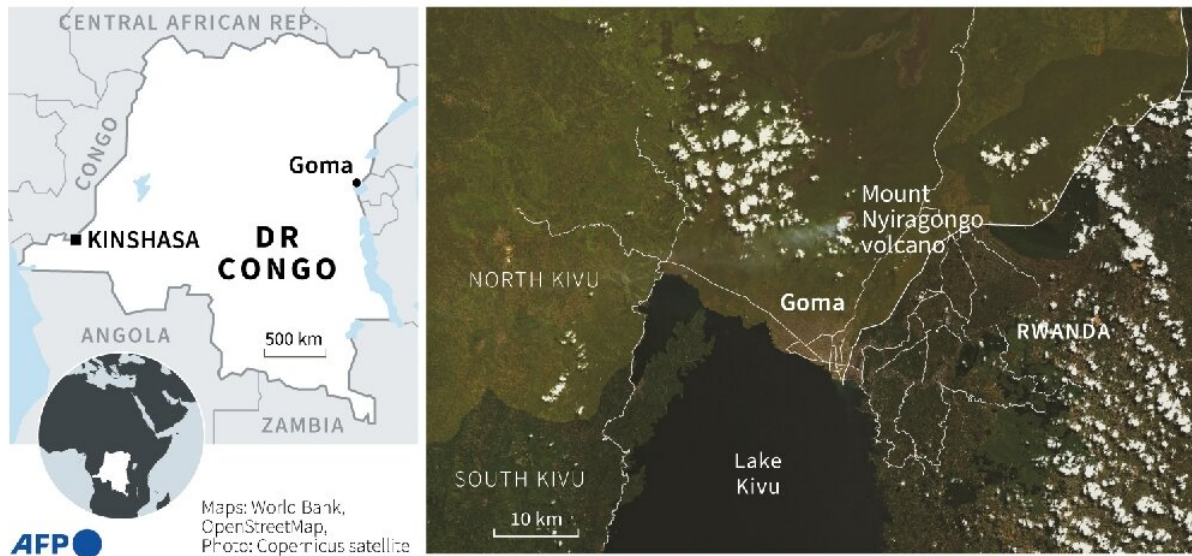 CENTRAL AFRICAN REP.
CONGO
Goma
KINSHASA
DR
CONGO
ANGOLA
500 km
ZAMBIA
Maps: World Bank,
OpenStreetMap,
Photo: Copernicus satellite
AFP
Mount
Nyiragongo
volcano
NORTH KIVU
Goma
RWANDA
Lake
Kivu
SOUTH KIVU
10 km